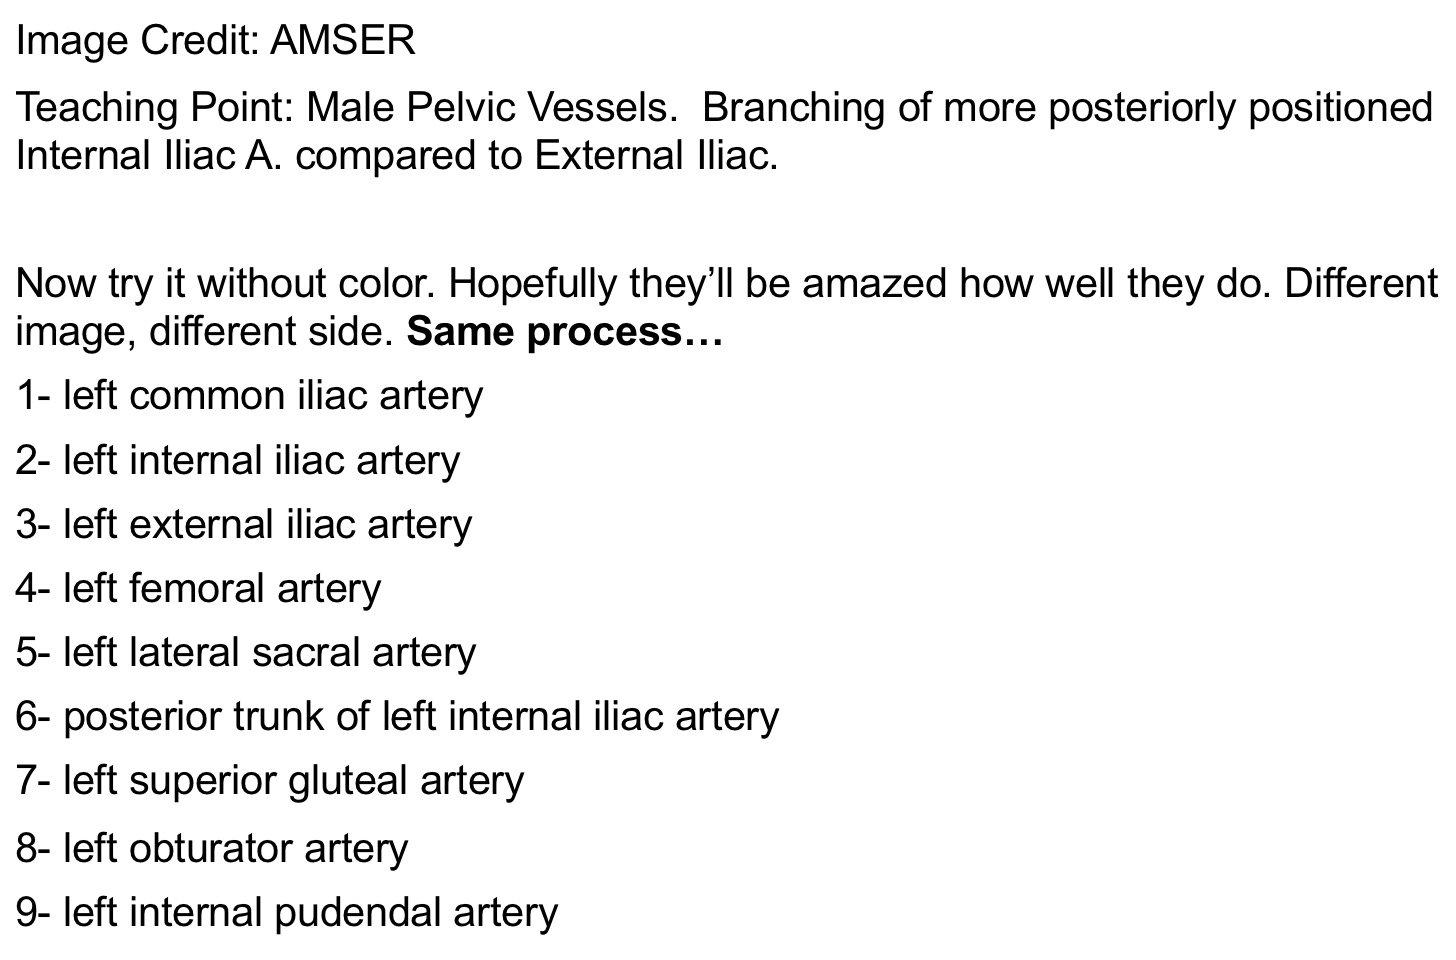 Image Credit: AMSER
Teaching Point: Male Pelvic Vessels.  Branching of more posteriorly positioned
Internal Iliac A. compared to External Iliac.
Now try it without color. Hopefully they’ll be amazed how well they do. Different
image, different side. Same process…
1- left common iliac artery
2- left internal iliac artery
3- left external iliac artery
4- left femoral artery
5- left lateral sacral artery
6- posterior trunk of left internal iliac artery
7- left superior gluteal artery
8- left obturator artery
9- left internal pudendal artery